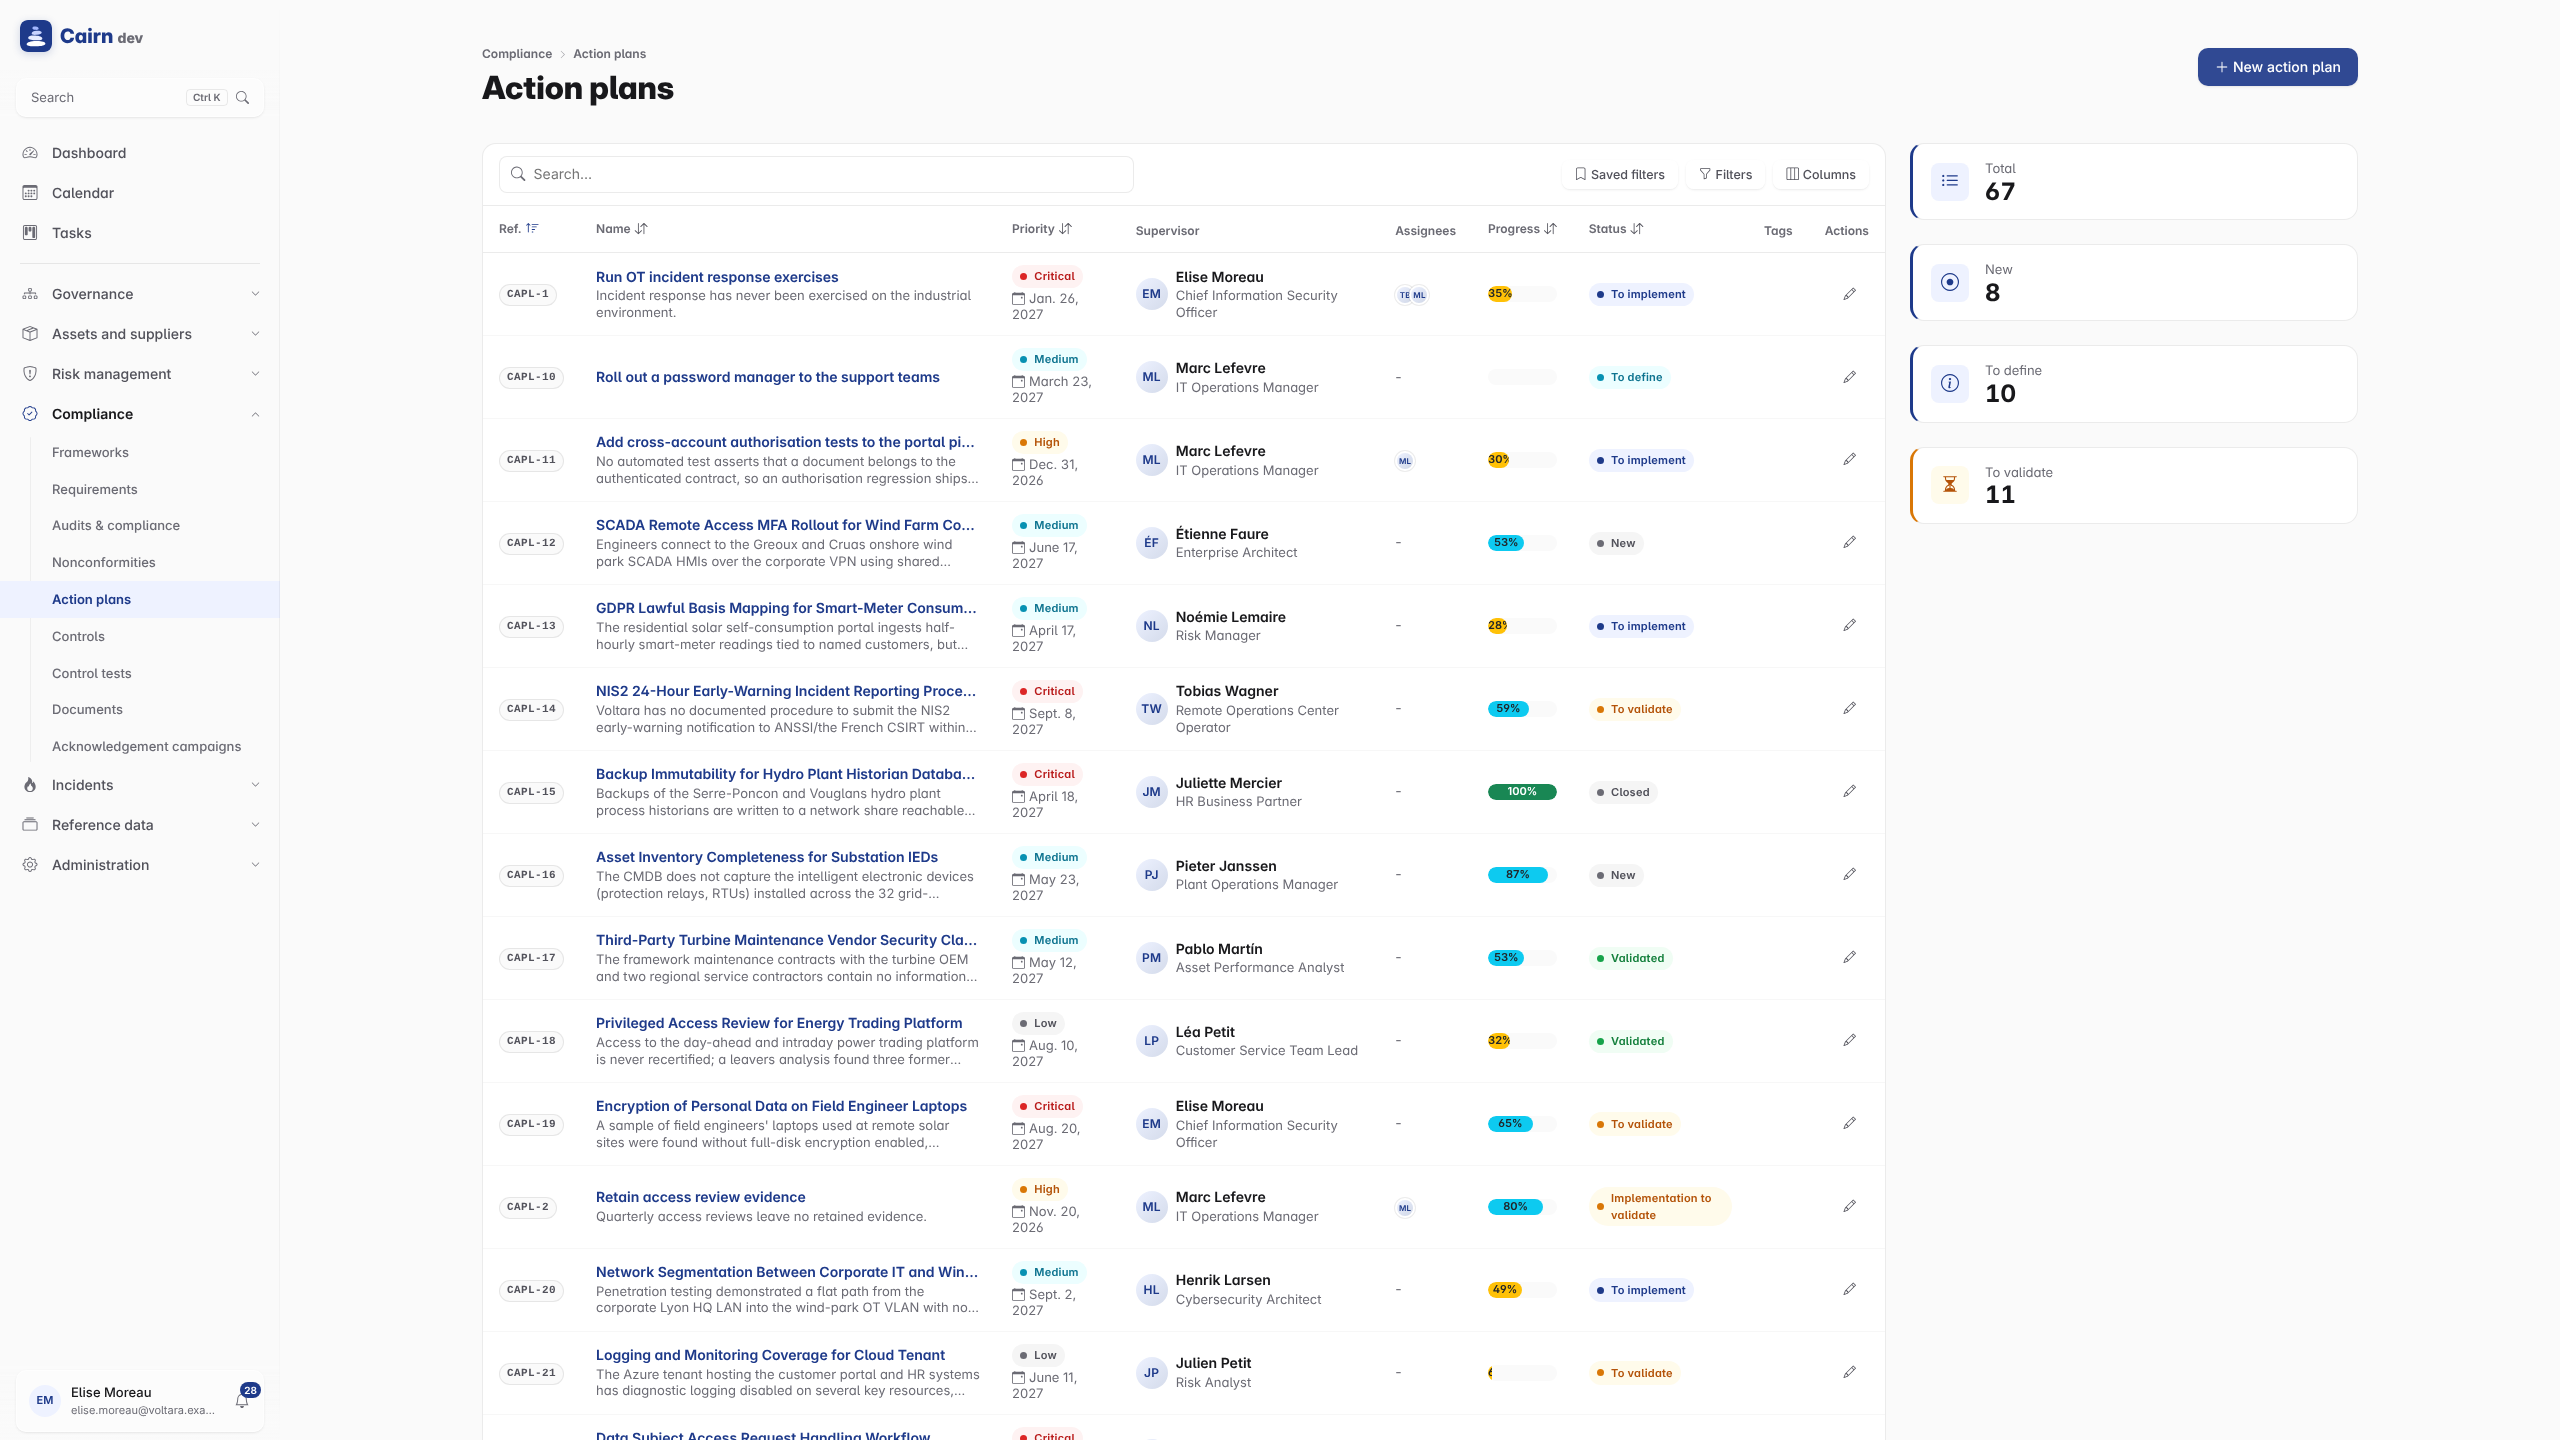 Cairn dev
Search
Ctrl K
Dashboard
Calendar
Tasks
Governance
Assets and suppliers
Risk management
Compliance
Frameworks
Requirements
Audits & compliance
Nonconformities
Action plans
Controls
Control tests
Documents
Acknowledgement campaigns
Incidents
Reference data
Administration
EM
Elise Moreau
elise.moreau@voltara.exa...
28
Compliance > Action plans
Action plans
+ New action plan
Search...
Saved filters
Filters
Columns
Ref.
Name
Priority
Supervisor
Assignees
Progress
Status
Tags
Actions
CAPL-1
Run OT incident response exercises
Incident response has never been exercised on the industrial
environment.
Critical
Jan. 26,
2027
EM
Elise Moreau
Chief Information Security
Officer
ML
35%
To implement
CAPL-10
Roll out a password manager to the support teams
Medium
March 23,
2027
ML
Marc Lefevre
IT Operations Manager
-
To define
CAPL-11
Add cross-account authorisation tests to the portal pi...
No automated test asserts that a document belongs to the
authenticated contract, so an authorisation regression ships...
High
Dec. 31,
2026
ML
Marc Lefevre
IT Operations Manager
ML
30%
To implement
CAPL-12
SCADA Remote Access MFA Rollout for Wind Farm Co...
Engineers connect to the Greoux and Cruas onshore wind
park SCADA HMIs over the corporate VPN using shared...
Medium
June 17,
2027
ÉF
Étienne Faure
Enterprise Architect
-
53%
New
CAPL-13
GDPR Lawful Basis Mapping for Smart-Meter Consum...
The residential solar self-consumption portal ingests half-
hourly smart-meter readings tied to named customers, but...
Medium
April 17,
2027
NL
Noémie Lemaire
Risk Manager
-
28%
To implement
CAPL-14
NIS2 24-Hour Early-Warning Incident Reporting Proce...
Voltara has no documented procedure to submit the NIS2
early-warning notification to ANSSI/the French CSIRT within...
Critical
Sept. 8,
2027
TW
Tobias Wagner
Remote Operations Center
Operator
-
59%
To validate
CAPL-15
Backup Immutability for Hydro Plant Historian Databa...
Backups of the Serre-Poncon and Vouglans hydro plant
process historians are written to a network share reachable...
Critical
April 18,
2027
JM
Juliette Mercier
HR Business Partner
-
100%
Closed
CAPL-16
Asset Inventory Completeness for Substation IEDs
The CMDB does not capture the intelligent electronic devices
(protection relays, RTUs) installed across the 32 grid-...
Medium
May 23,
2027
PJ
Pieter Janssen
Plant Operations Manager
-
87%
New
CAPL-17
Third-Party Turbine Maintenance Vendor Security Cla...
The framework maintenance contracts with the turbine OEM
and two regional service contractors contain no information...
Medium
May 12,
2027
PM
Pablo Martín
Asset Performance Analyst
-
53%
Validated
CAPL-18
Privileged Access Review for Energy Trading Platform
Access to the day-ahead and intraday power trading platform
is never recertified; a leavers analysis found three former...
Low
Aug. 10,
2027
LP
Léa Petit
Customer Service Team Lead
-
32%
Validated
CAPL-19
Encryption of Personal Data on Field Engineer Laptops
A sample of field engineers' laptops used at remote solar
sites were found without full-disk encryption enabled,...
Critical
Aug. 20,
2027
EM
Elise Moreau
Chief Information Security
Officer
-
65%
To validate
CAPL-2
Retain access review evidence
Quarterly access reviews leave no retained evidence.
High
Nov. 20,
2026
ML
Marc Lefevre
IT Operations Manager
ML
80%
Implementation to
validate
CAPL-20
Network Segmentation Between Corporate IT and Win...
Penetration testing demonstrated a flat path from the
corporate Lyon HQ LAN into the wind-park OT VLAN with no...
Medium
Sept. 2,
2027
HL
Henrik Larsen
Cybersecurity Architect
-
49%
To implement
CAPL-21
Logging and Monitoring Coverage for Cloud Tenant
The Azure tenant hosting the customer portal and HR systems
has diagnostic logging disabled on several key resources,...
Low
June 11,
2027
JP
Julien Petit
Risk Analyst
-
To validate
Data Subject Access Request Handling Workflow
Critical
Total
67
New
8
To define
10
To validate
11